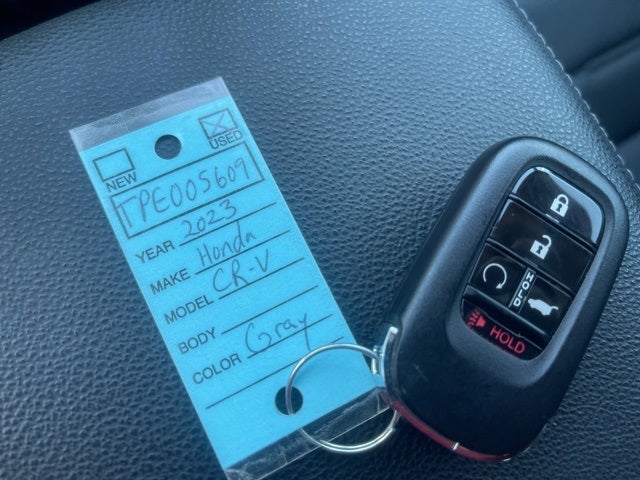 NEW USED
TPE005609
YEAR 2023
MAKE Honda
MODEL CR-V
BODY
COLOR Gray
HOLD
HOLD